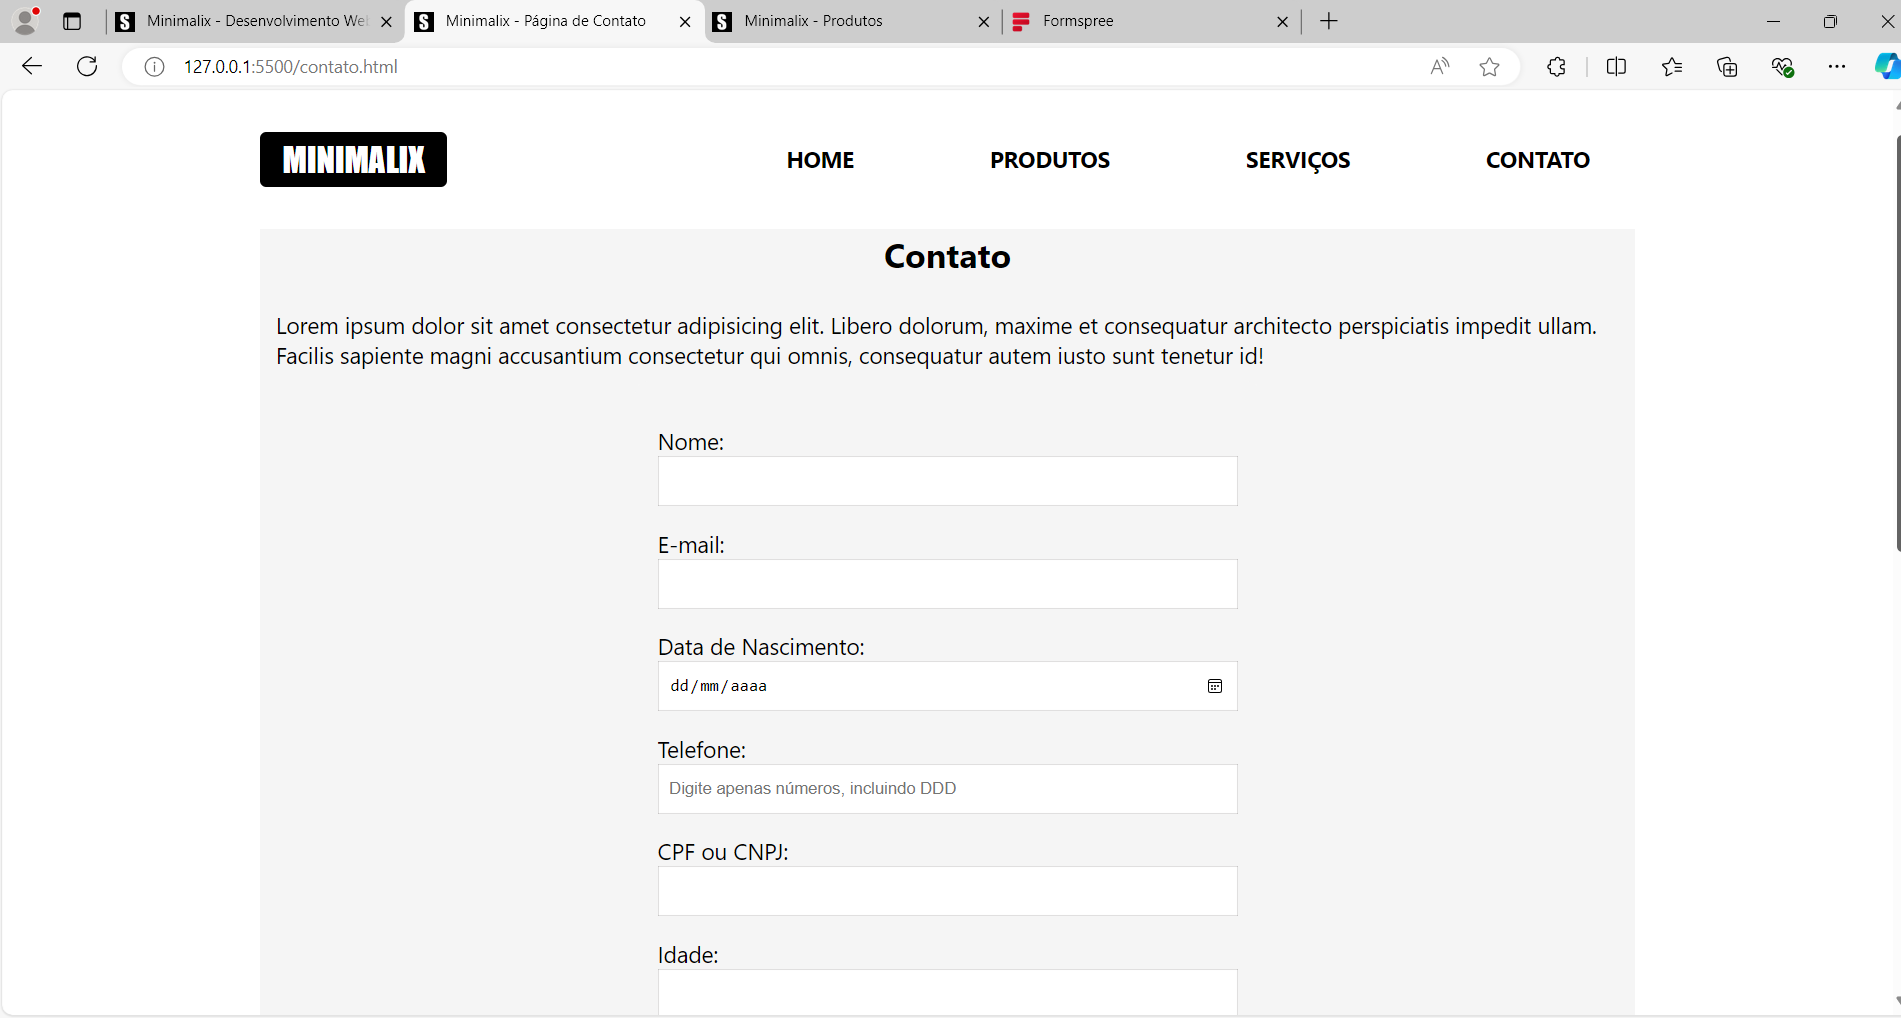 Minimalix - Desenvolvimento Web
Minimalix - Página de Contato
Minimalix - Produtos
Formspree
127.0.0.1:5500/contato.html
MINIMALIX
HOME
PRODUTOS
SERVIÇOS
CONTATO
Contato
Lorem ipsum dolor sit amet consectetur adipisicing elit. Libero dolorum, maxime et consequatur architecto perspiciatis impedit ullam.
Facilis sapiente magni accusantium consectetur qui omnis, consequatur autem iusto sunt tenetur id!
Nome:
E-mail:
Data de Nascimento:
dd/mm/aaaa
Telefone:
Digite apenas números, incluindo DDD
CPF ou CNPJ:
Idade: